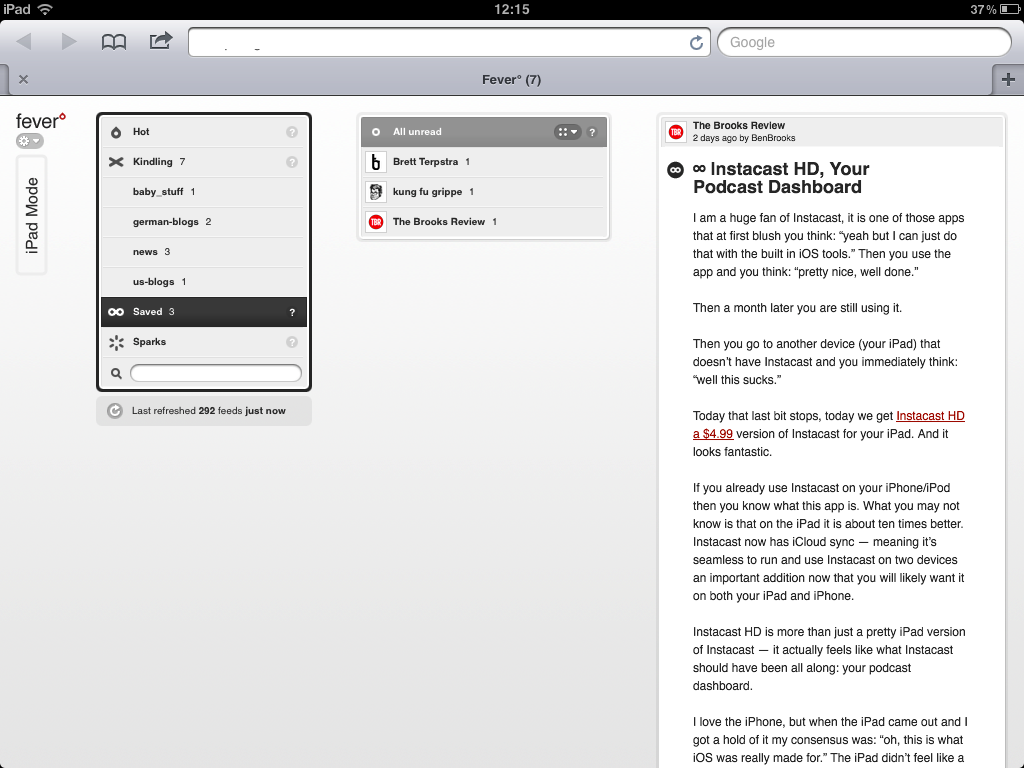 iPad 12:15 37%
Google
Fever° (7)
fever°
iPad Mode
Hot ?
Kindling 7 ?
baby_stuff 1
german-blogs 2
news 3
us-blogs 1
Saved 3 ?
Sparks ?
Last refreshed 292 feeds just now
All unread ?
b Brett Terpstra 1
kung fu grippe 1
TBR The Brooks Review 1
TBR The Brooks Review
2 days ago by BenBrooks
∞ Instacast HD, Your
Podcast Dashboard
I am a huge fan of Instacast, it is one of those apps
that at first blush you think: “yeah but I can just do
that with the built in iOS tools.” Then you use the
app and you think: “pretty nice, well done.”
Then a month later you are still using it.
Then you go to another device (your iPad) that
doesn’t have Instacast and you immediately think:
“well this sucks.”
Today that last bit stops, today we get Instacast HD
a $4.99 version of Instacast for your iPad. And it
looks fantastic.
If you already use Instacast on your iPhone/iPod
then you know what this app is. What you may not
know is that on the iPad it is about ten times better.
Instacast now has iCloud sync — meaning it’s
seamless to run and use Instacast on two devices
an important addition now that you will likely want it
on both your iPad and iPhone.
Instacast HD is more than just a pretty iPad version
of Instacast — it actually feels like what Instacast
should have been all along: your podcast
dashboard.
I love the iPhone, but when the iPad came out and I
got a hold of it my consensus was: “oh, this is what
iOS was really made for.” The iPad didn’t feel like a